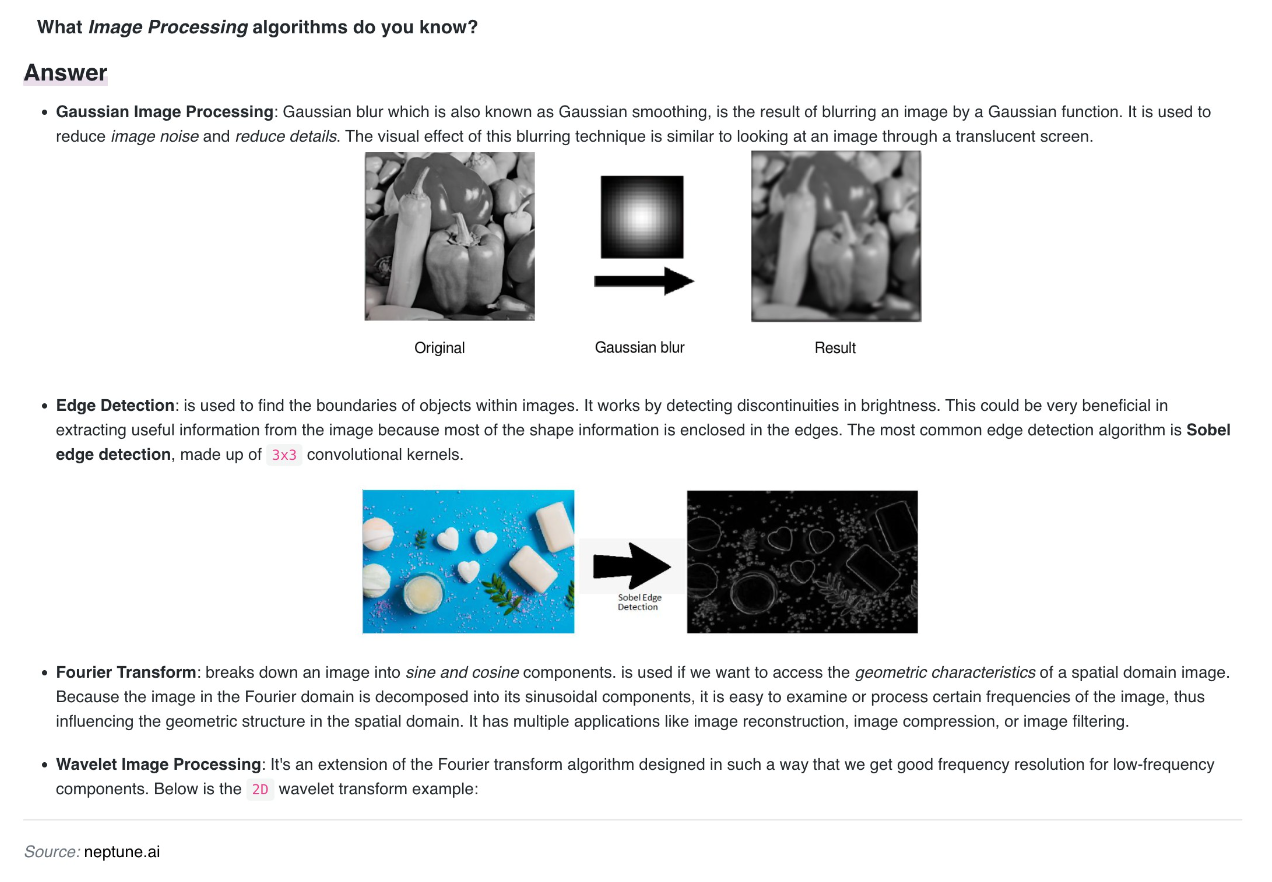 What Image Processing algorithms do you know?
Answer
• Gaussian Image Processing: Gaussian blur which is also known as Gaussian smoothing, is the result of blurring an image by a Gaussian function. It is used to
reduce image noise and reduce details. The visual effect of this blurring technique is similar to looking at an image through a translucent screen.
Original Gaussian blur Result
• Edge Detection: is used to find the boundaries of objects within images. It works by detecting discontinuities in brightness. This could be very beneficial in
extracting useful information from the image because most of the shape information is enclosed in the edges. The most common edge detection algorithm is Sobel
edge detection, made up of 3x3 convolutional kernels.
Sobel Edge
Detection
• Fourier Transform: breaks down an image into sine and cosine components. is used if we want to access the geometric characteristics of a spatial domain image.
Because the image in the Fourier domain is decomposed into its sinusoidal components, it is easy to examine or process certain frequencies of the image, thus
influencing the geometric structure in the spatial domain. It has multiple applications like image reconstruction, image compression, or image filtering.
• Wavelet Image Processing: It's an extension of the Fourier transform algorithm designed in such a way that we get good frequency resolution for low-frequency
components. Below is the 2D wavelet transform example:
Source: neptune.ai